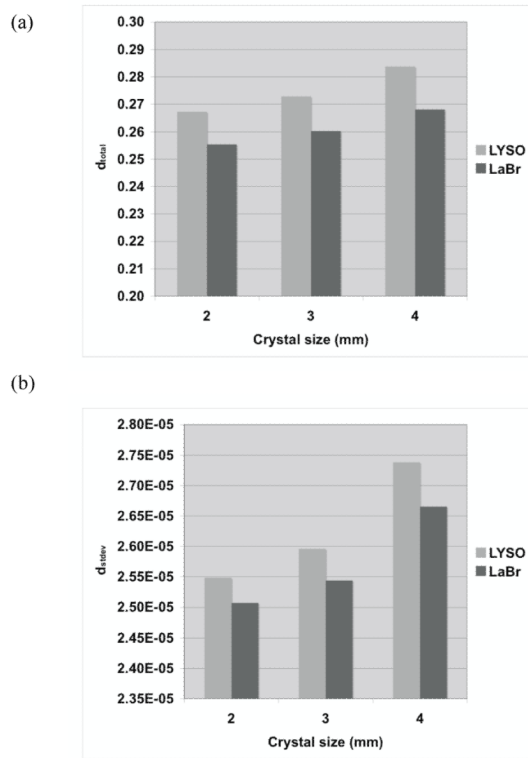 (a)
0.30
0.29
0.28
0.27
0.26
0.25
0.24
0.23
0.22
0.21
0.20
d_total
LYSO
LaBr
2 3 4
Crystal size (mm)
(b)
2.80E-05
2.75E-05
2.70E-05
2.65E-05
2.60E-05
2.55E-05
2.50E-05
2.45E-05
2.40E-05
2.35E-05
d_stdev
LYSO
LaBr
2 3 4
Crystal size (mm)